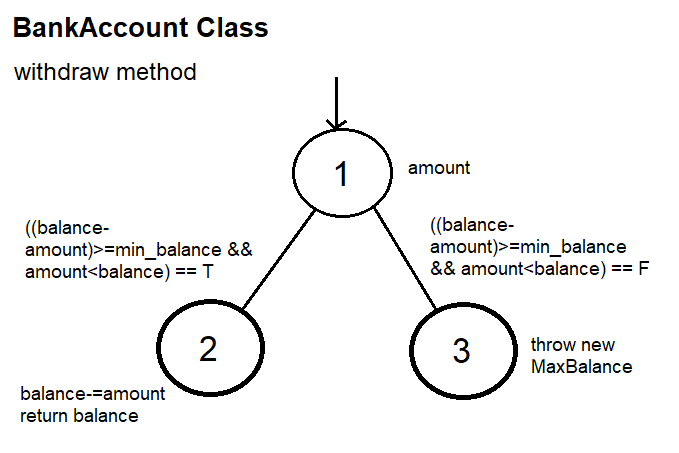 BankAccount Class
withdraw method
1
amount
((balance-
amount)>=min_balance &&
amount<balance) == T
((balance-
amount)>=min_balance
&& amount<balance) == F
2
balance-=amount
return balance
3
throw new
MaxBalance